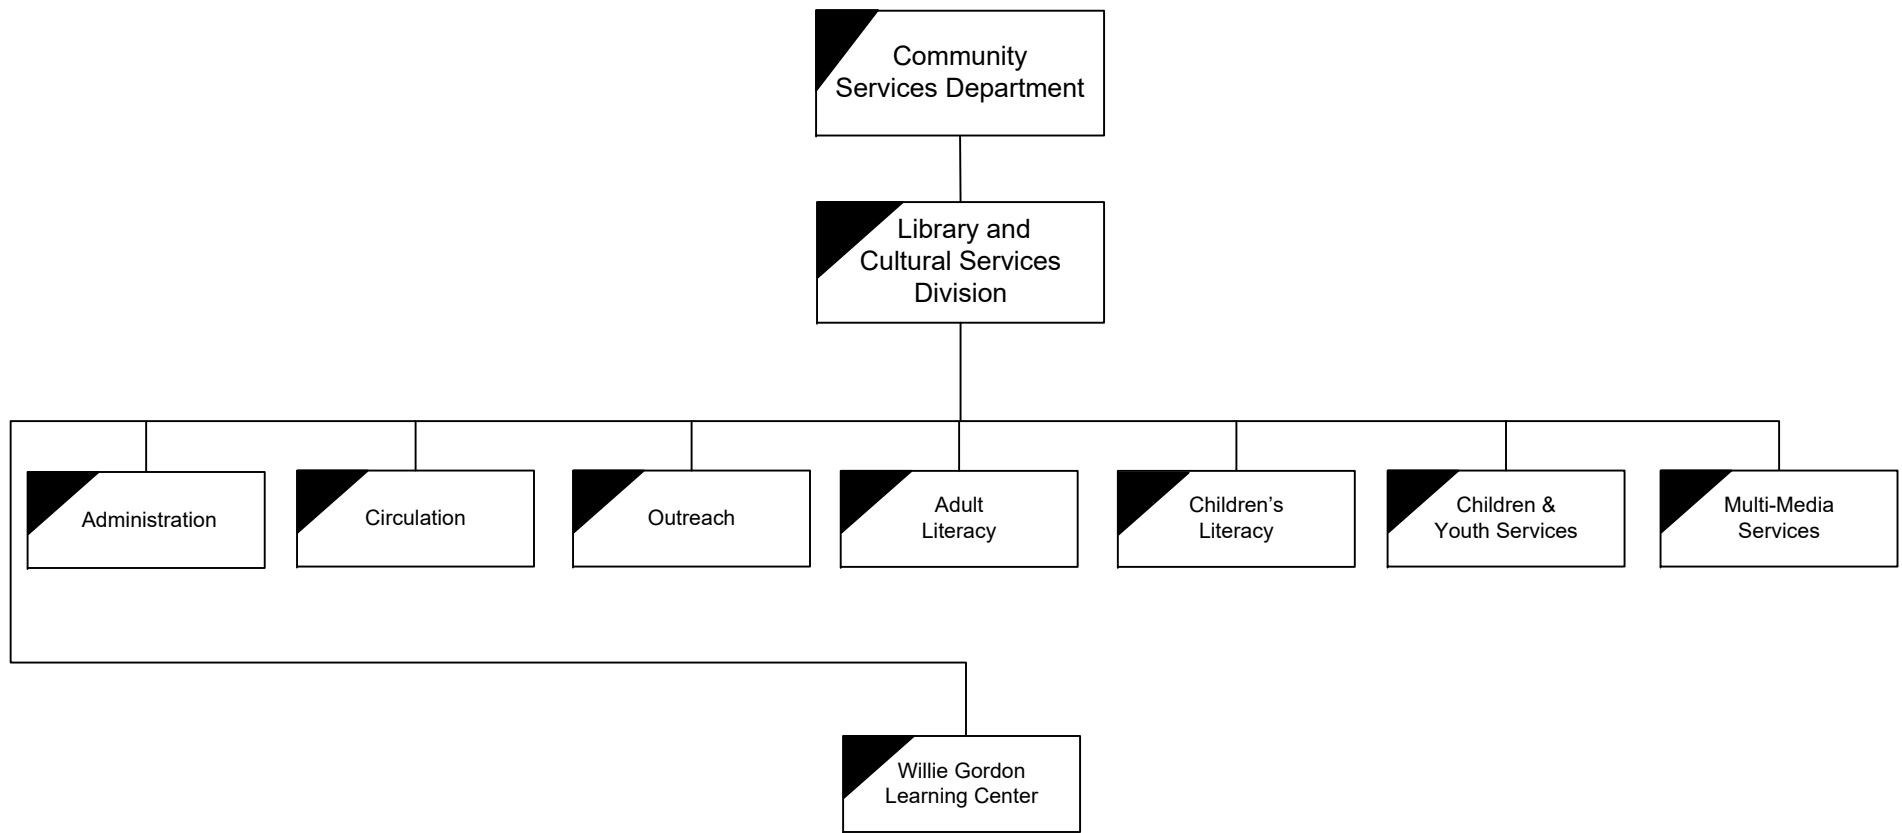 Community
Services Department
Library and
Cultural Services
Division
Administration
Circulation
Outreach
Adult
Literacy
Children’s
Literacy
Children &
Youth Services
Multi-Media
Services
Willie Gordon
Learning Center